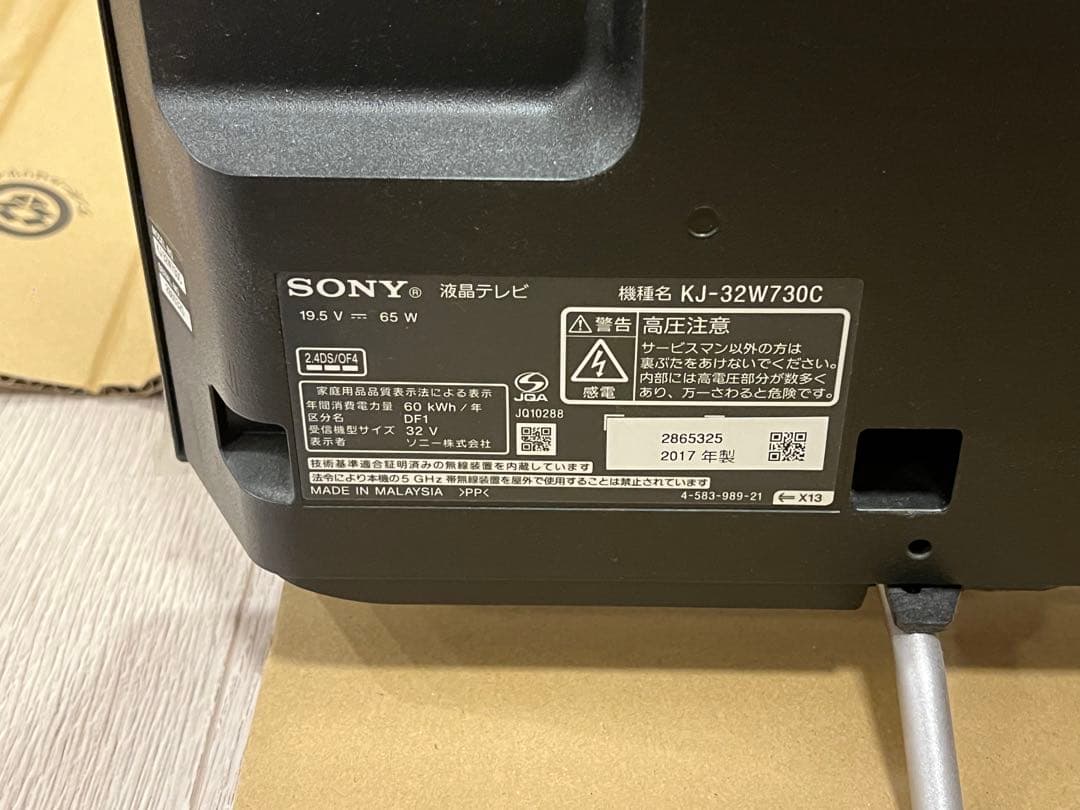 SONY® 液晶テレビ
機種名 KJ-32W730C
19.5 V ⎓ 65 W
2.4DS/OF4
家庭用品品質表示法による表示
年間消費電力量 60 kWh / 年
区分名 DF1
受信機型サイズ 32 V
表示者 ソニー株式会社
JQA
JQ10288
⚠警告 高圧注意
感電
サービスマン以外の方は
裏ぶたをあけないでください。
内部には高電圧部分が数多く
あり、万一さわると危険です。
2865325
2017 年製
技術基準適合証明済みの無線装置を内蔵しています
法令により本機の5 GHz 帯無線装置を屋外で使用することは禁止されています
MADE IN MALAYSIA >PP<
4-583-989-21 ⇐ X13